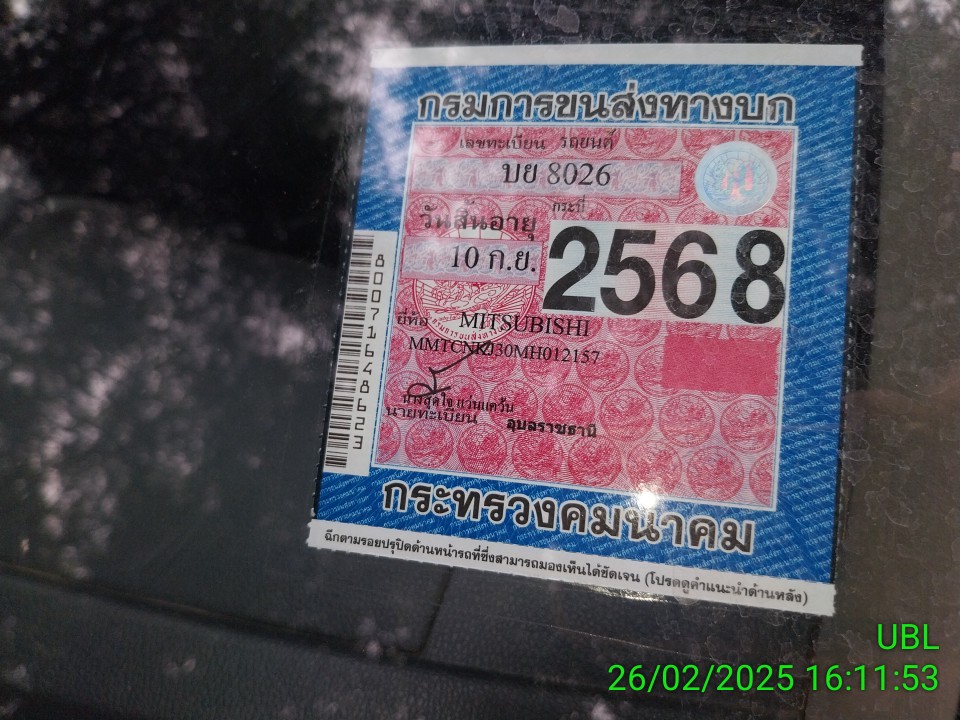 กรมการขนส่งทางบก
เลขทะเบียน รถยนต์
บย 8026
กระบี่
วันสิ้นอายุ
10 ก.ย.
2568
ยี่ห้อ MITSUBISHI
MMTCNKJ30MH012157
นายทะเบียน อุบลราชธานี
80071648623
กระทรวงคมนาคม
ฉีกตามรอยปรุปิดด้านหน้ารถที่ซึ่งสามารถมองเห็นได้ชัดเจน (โปรดดูคำแนะนำด้านหลัง)
UBL
26/02/2025 16:11:53